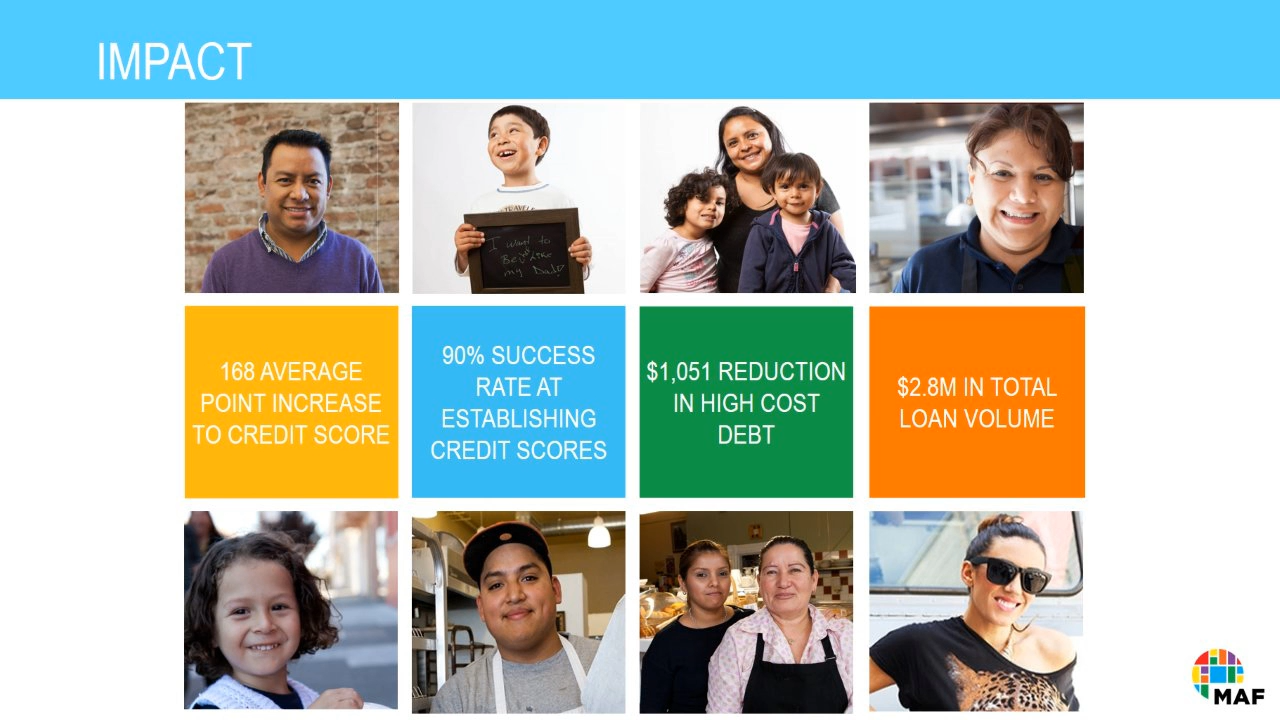 IMPACT
I want to
Be just Like
my Dad!
168 AVERAGE
POINT INCREASE
TO CREDIT SCORE
90% SUCCESS
RATE AT
ESTABLISHING
CREDIT SCORES
$1,051 REDUCTION
IN HIGH COST
DEBT
$2.8M IN TOTAL
LOAN VOLUME
MAF